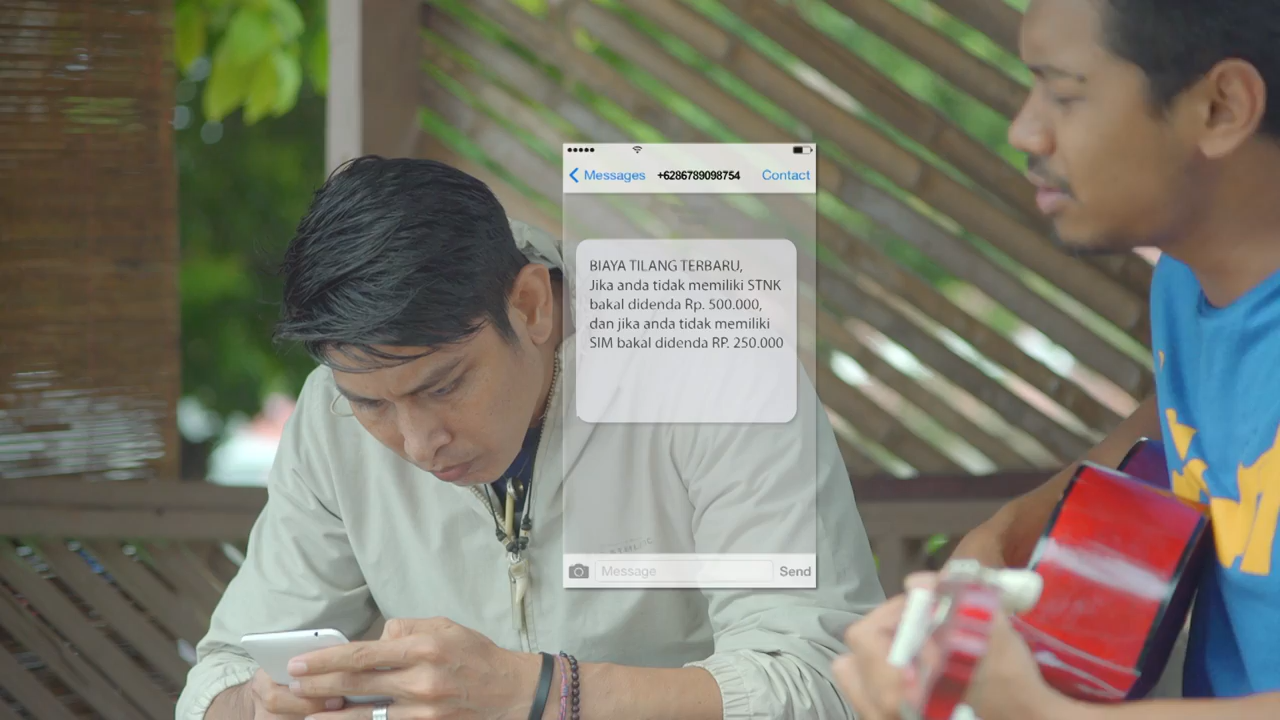 Messages +6286789098754 Contact
BIAYA TILANG TERBARU,
Jika anda tidak memiliki STNK
bakal didenda Rp. 500.000,
dan jika anda tidak memiliki
SIM bakal didenda RP. 250.000
Message Send